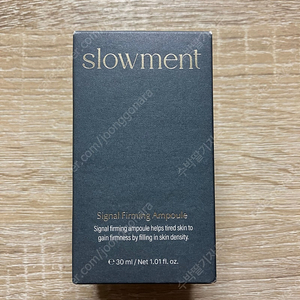 slowment
Signal Firming Ampoule
Signal firming ampoule helps tired skin to
gain firmness by filling in skin density.
℮ 30 ml / Net 1.01 fl. oz.